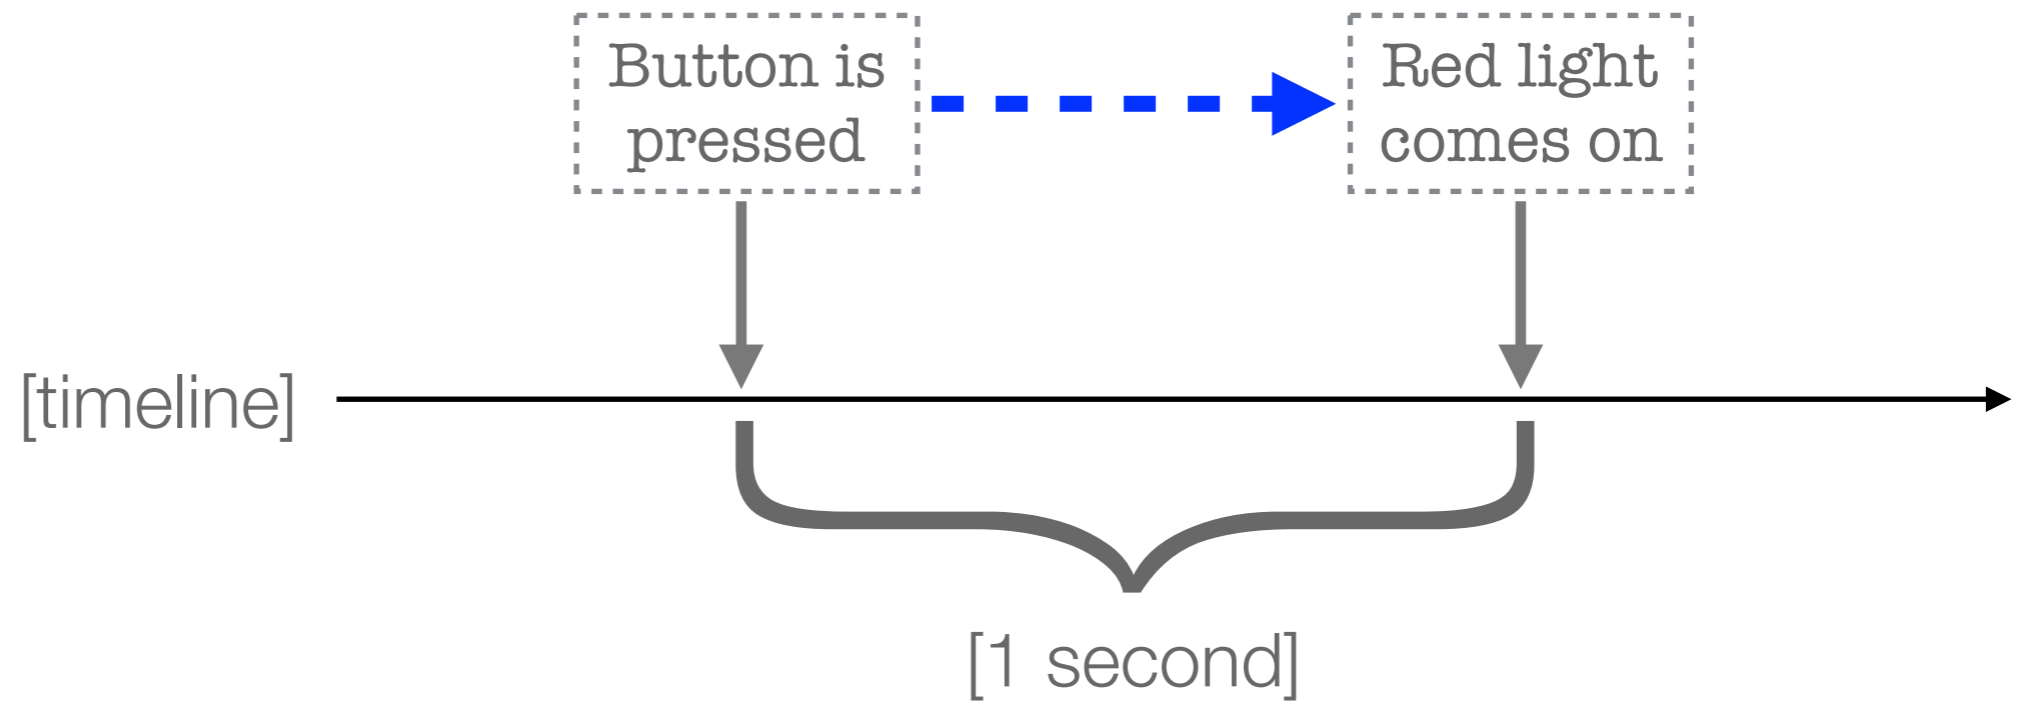 Button is
pressed
Red light
comes on
[timeline]
[1 second]